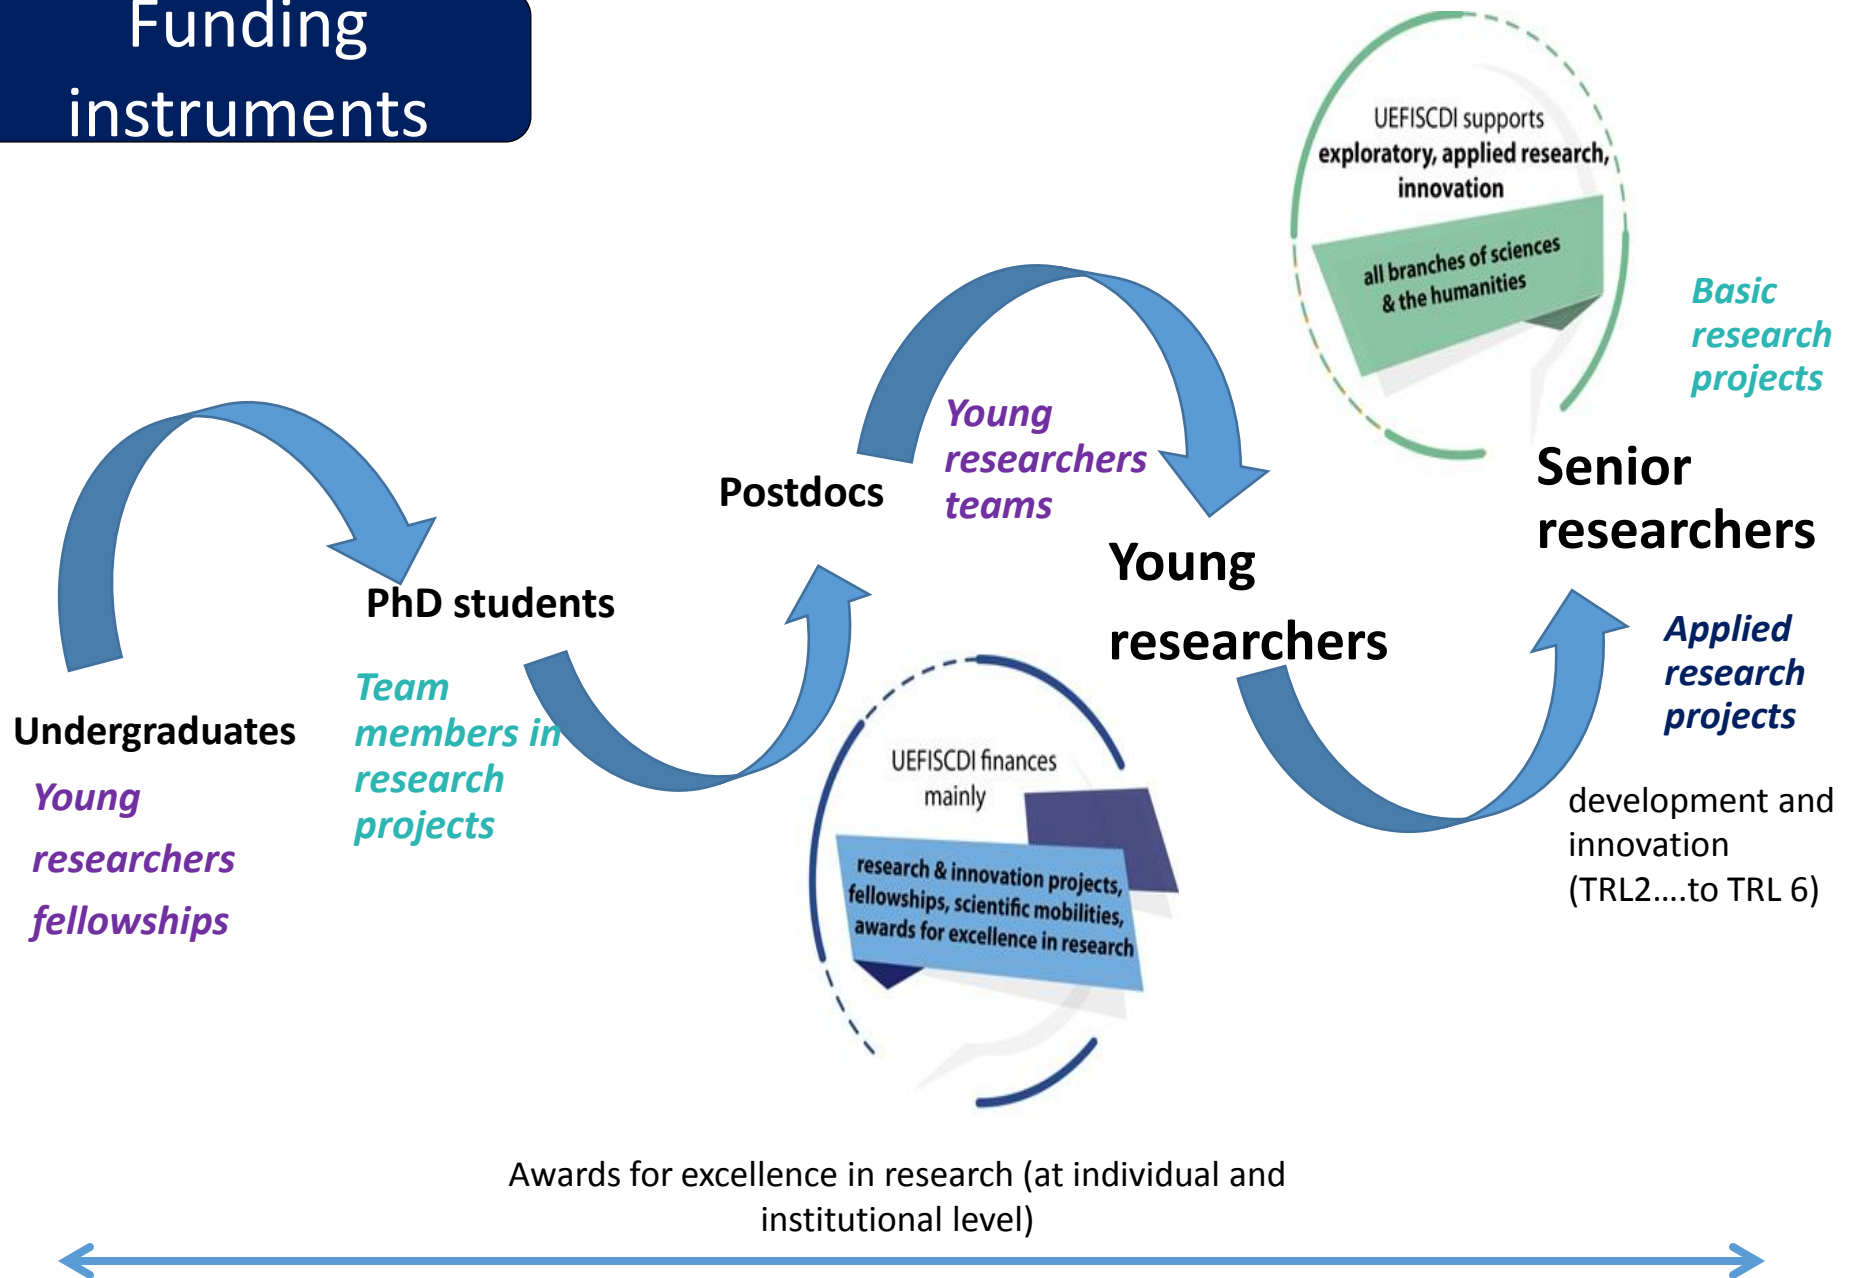 Funding
instruments
UEFISCDI supports
exploratory, applied research,
innovation
all branches of sciences
& the humanities
Basic
research
projects
Young
researchers
teams
Postdocs
Senior
researchers
Young
researchers
PhD students
Applied
research
projects
Team
members in
research
projects
Undergraduates
Young
researchers
fellowships
UEFISCDI finances
mainly
research & innovation projects,
fellowships, scientific mobilities,
awards for excellence in research
development and
innovation
(TRL2....to TRL 6)
Awards for excellence in research (at individual and
institutional level)